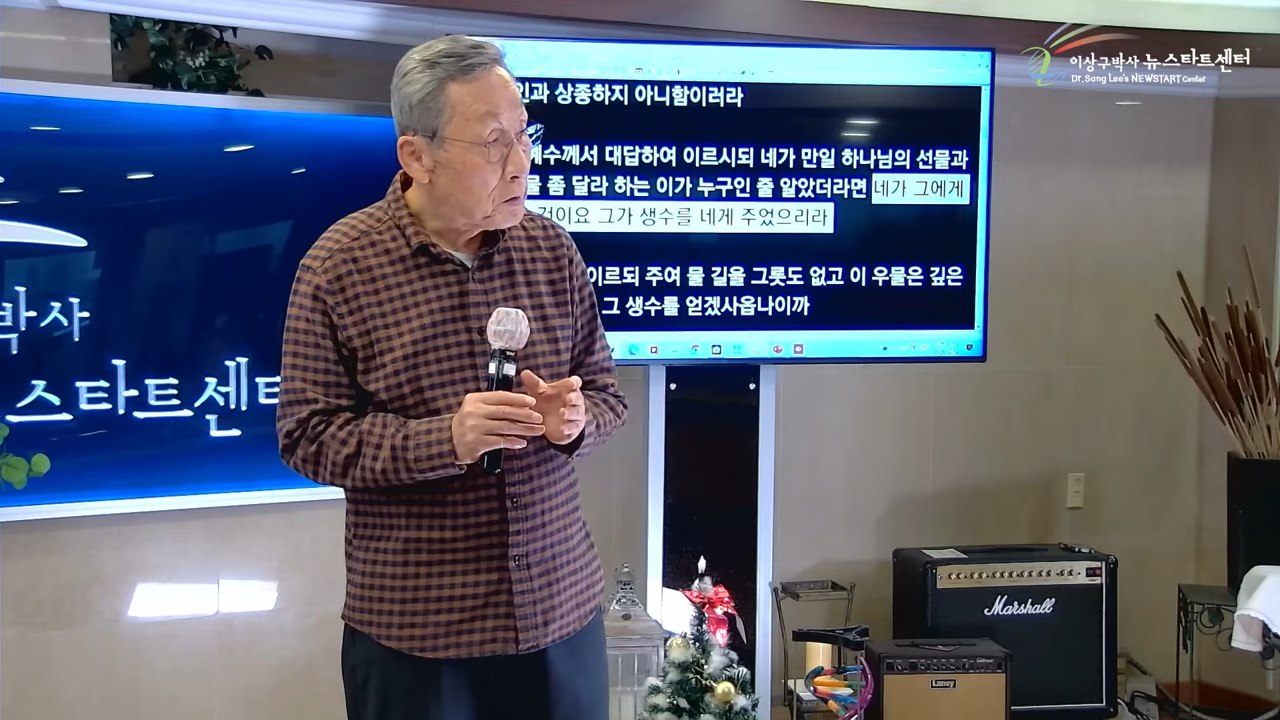 이상구박사 뉴스타트센터
Dr. Sang Lee's NEWSTART Center
인과 상종하지 아니함이러라
예수께서 대답하여 이르시되 네가 만일 하나님의 선물과
물 좀 달라 하는 이가 누구인 줄 알았더라면 네가 그에게
것이요 그가 생수를 네게 주었으리라
이르되 주여 물 길을 그릇도 없고 이 우물은 깊은
그 생수를 얻겠사옵나이까
박사
스타트센터
Marshall
Laney